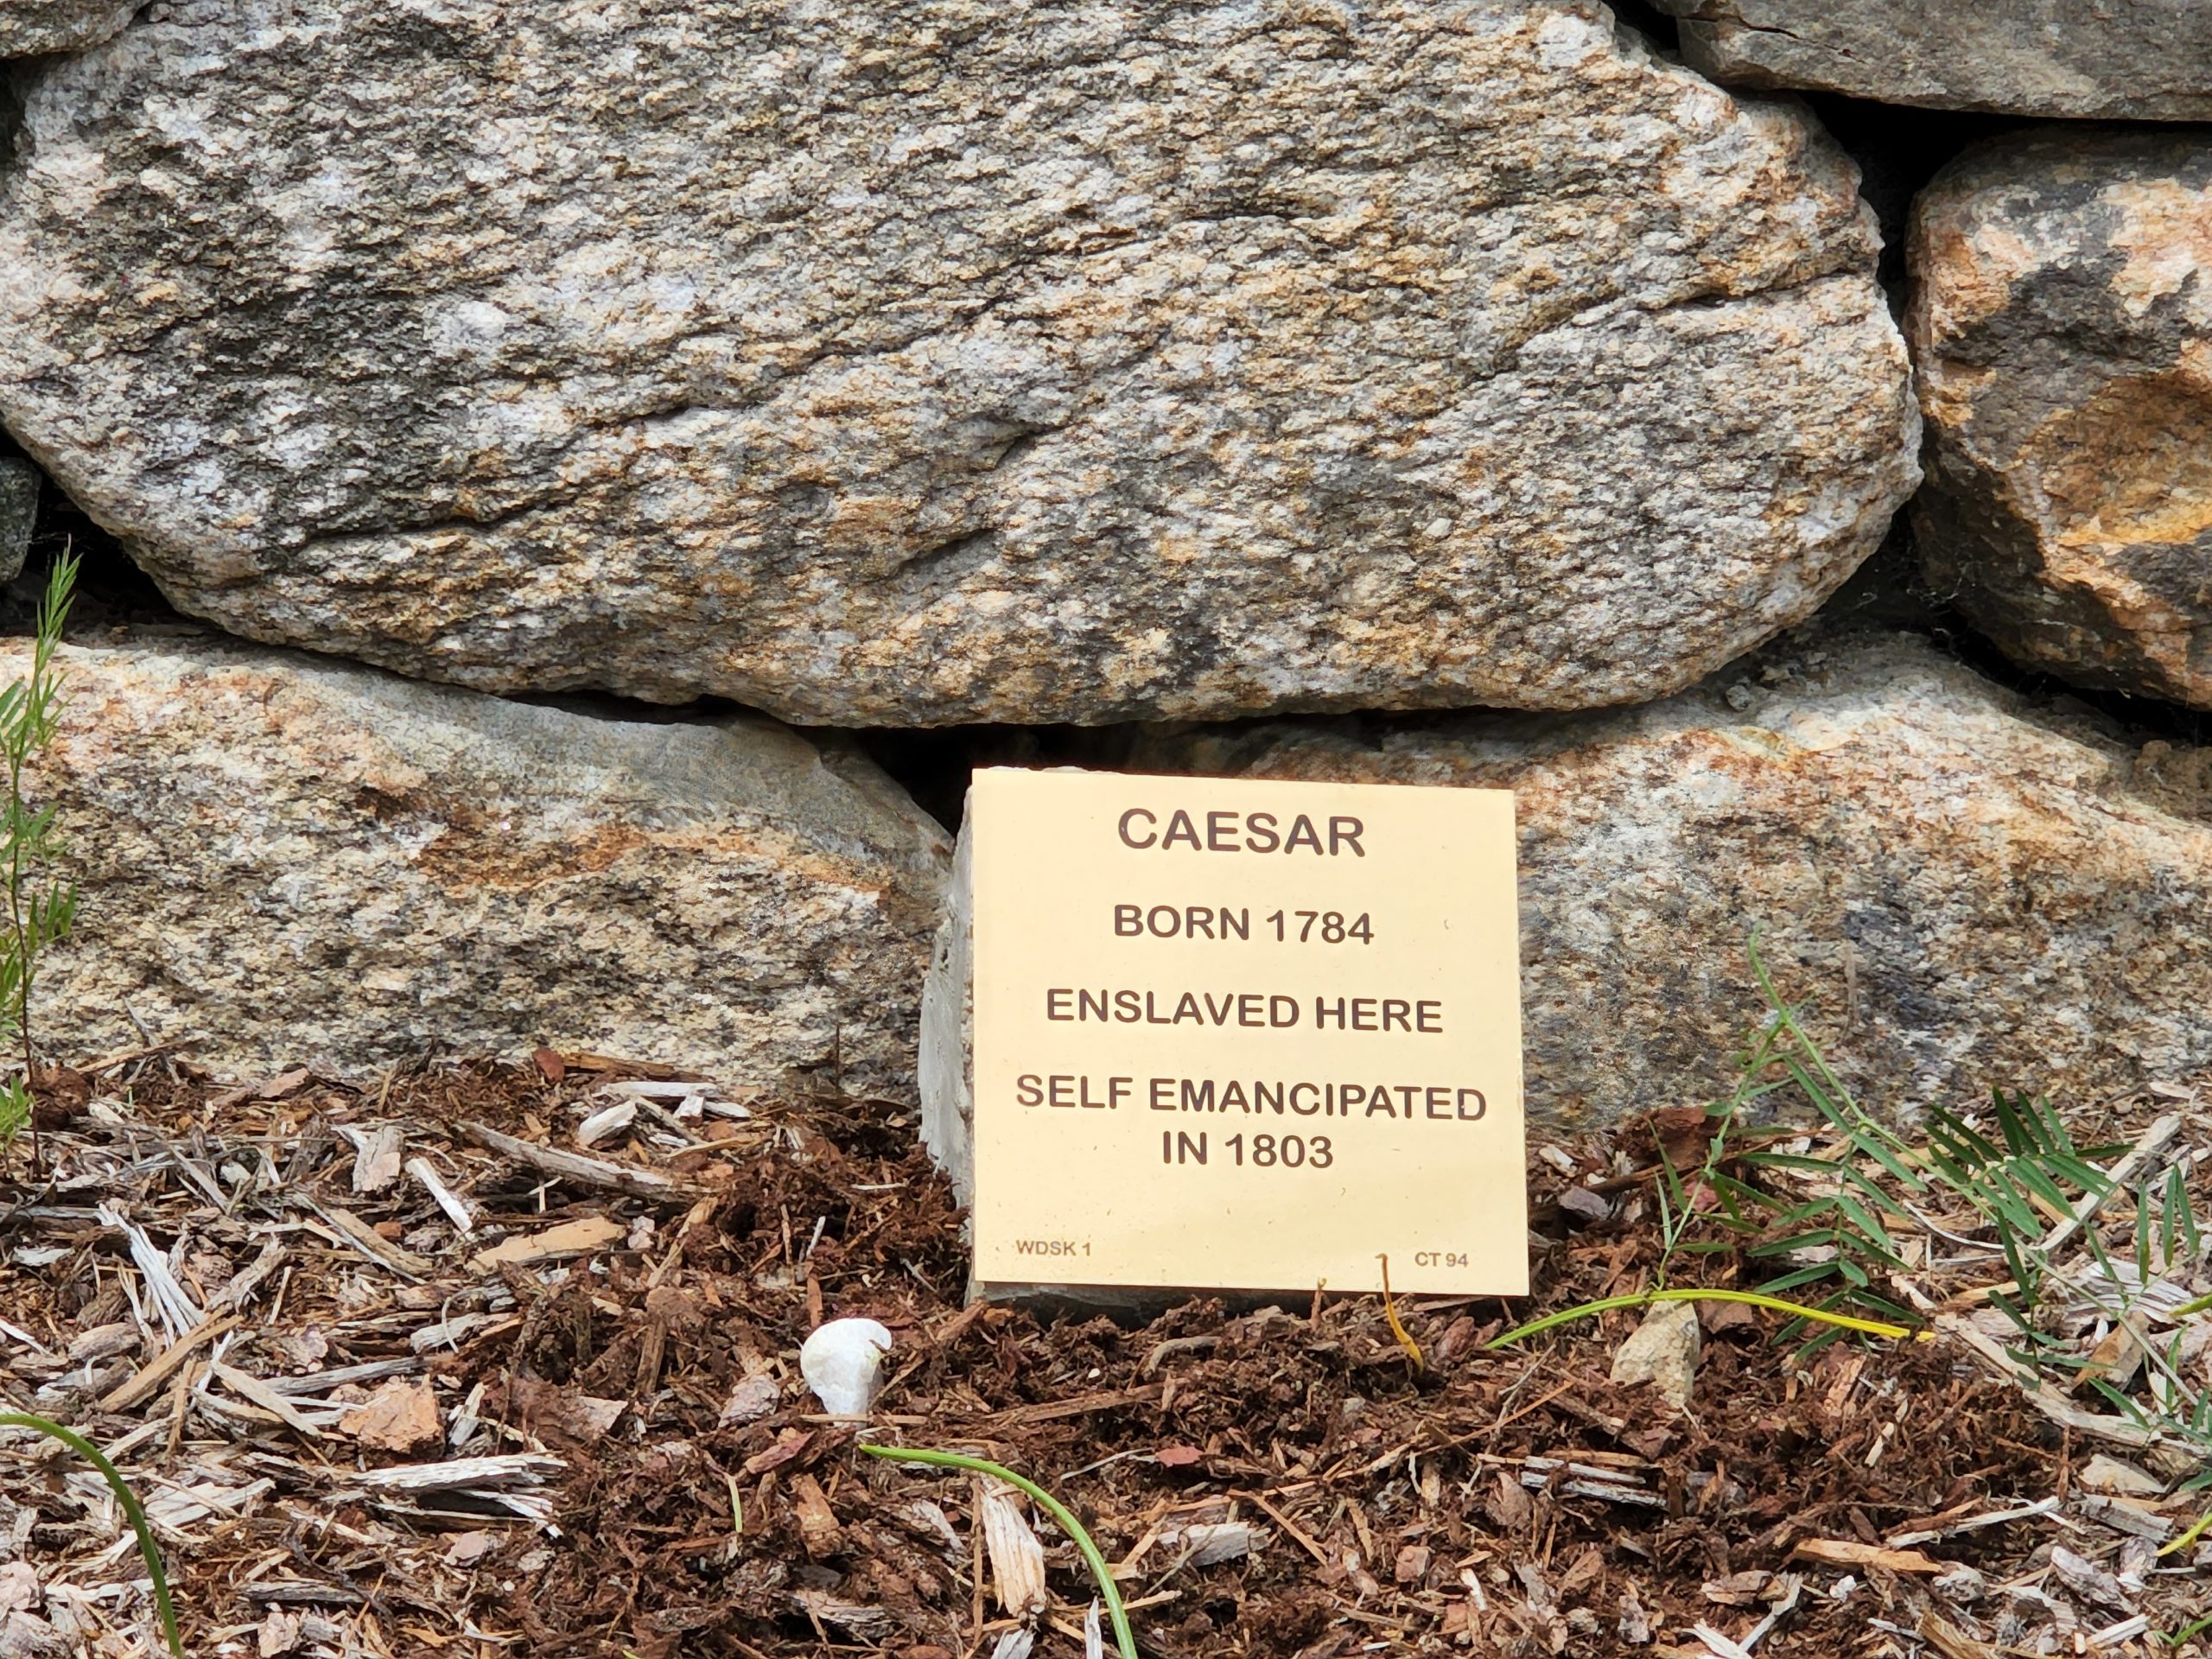 CAESAR
BORN 1784
ENSLAVED HERE
SELF EMANCIPATED
IN 1803
WDSK 1 CT 94